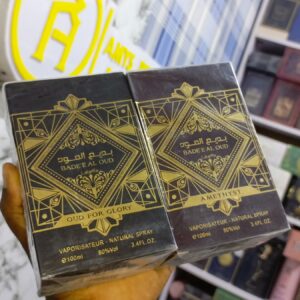 بديع العود
BADE'E AL OUD
OUD FOR GLORY
VAPORISATEUR - NATURAL SPRAY
℮100ml 80%Vol 3.4FL.OZ.
بديع العود
BADE'E AL OUD
AMETHYST
VAPORISATEUR - NATURAL SPRAY
℮100ml 80%Vol 3.4FL.OZ.